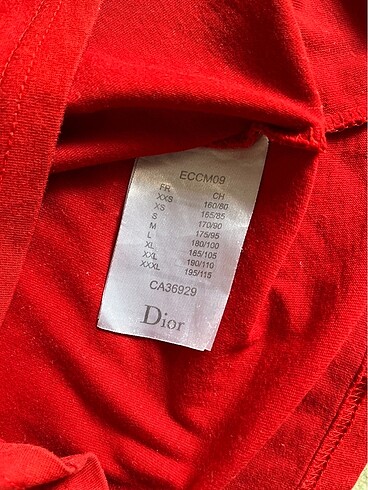 ECCM09
FR CH
XXS 160/80
XS 165/85
S 170/90
M 175/95
L 180/100
XL 185/105
XXL 190/110
XXXL 195/115
CA36929
Dior